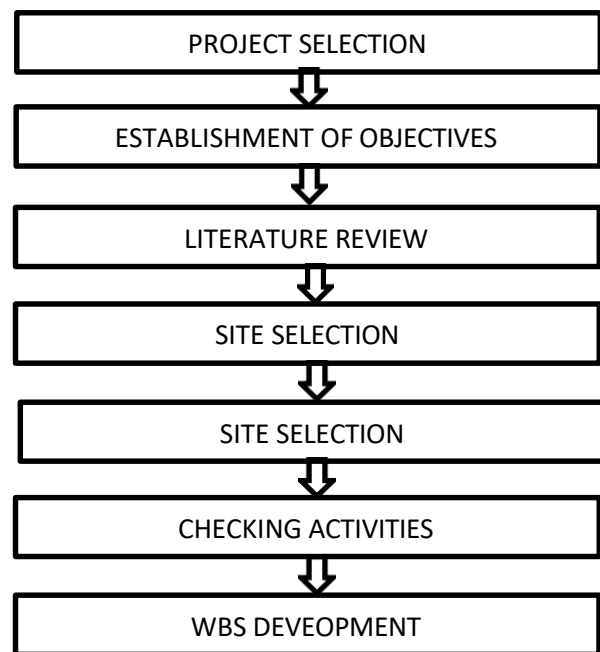 PROJECT SELECTION
ESTABLISHMENT OF OBJECTIVES
LITERATURE REVIEW
SITE SELECTION
SITE SELECTION
CHECKING ACTIVITIES
WBS DEVEOPMENT